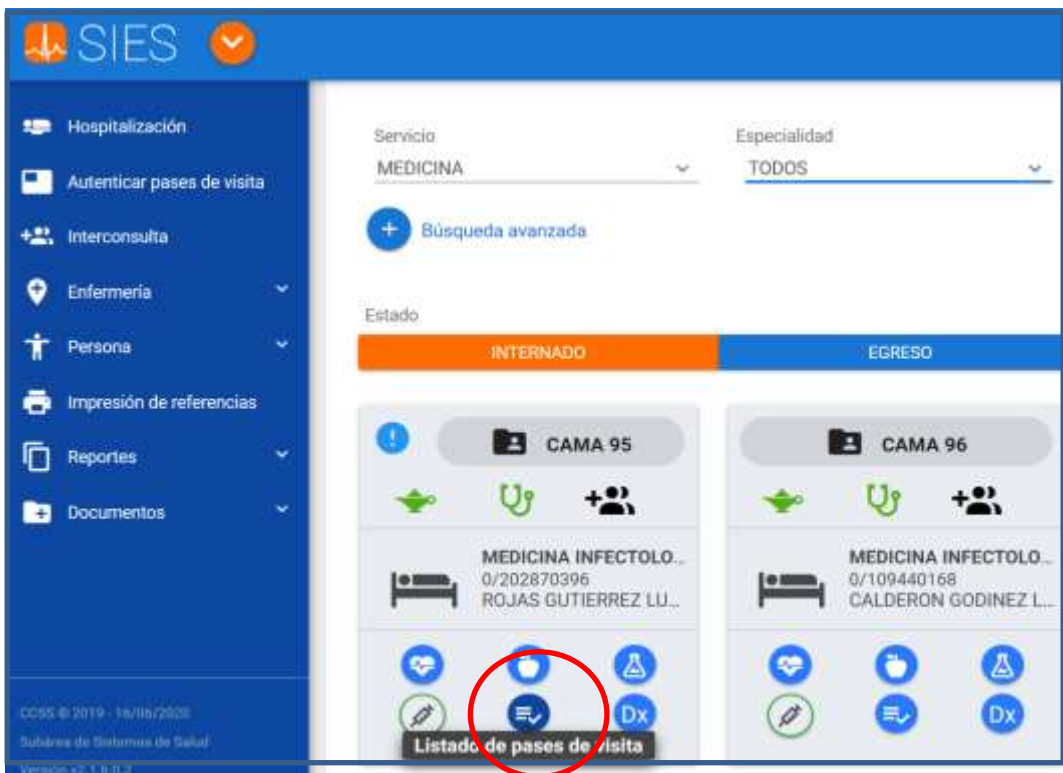 SIES
Hospitalización
Autenticar pases de visita
Interconsulta
Enfermería
Persona
Impresión de referencias
Reportes
Documentos
CCSS © 2019 - 16/06/2020
Subárea de Sistemas de Salud
Servicio
MEDICINA
Especialidad
TODOS
Búsqueda avanzada
Estado
INTERNADO
EGRESO
CAMA 95
MEDICINA INFECTOLO...
0/202870396
ROJAS GUTIERREZ LU...
Dx
Listado de pases de visita
CAMA 96
MEDICINA INFECTOLO...
0/109440168
CALDERON GODINEZ L...
Dx